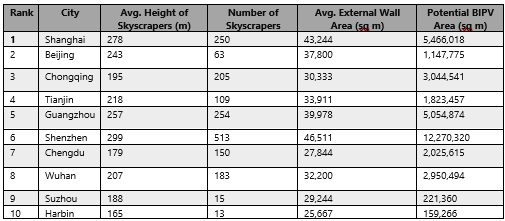 Rank City Avg. Height of Skyscrapers (m) Number of Skyscrapers Avg. External Wall Area (sq m) Potential BIPV Area (sq m)
1 Shanghai 278 250 43,244 5,466,018
2 Beijing 243 63 37,800 1,147,775
3 Chongqing 195 205 30,333 3,044,541
4 Tianjin 218 109 33,911 1,823,457
5 Guangzhou 257 254 39,978 5,054,874
6 Shenzhen 299 513 46,511 12,270,320
7 Chengdu 179 150 27,844 2,025,615
8 Wuhan 207 183 32,200 2,950,494
9 Suzhou 188 15 29,244 221,360
10 Harbin 165 13 25,667 159,266